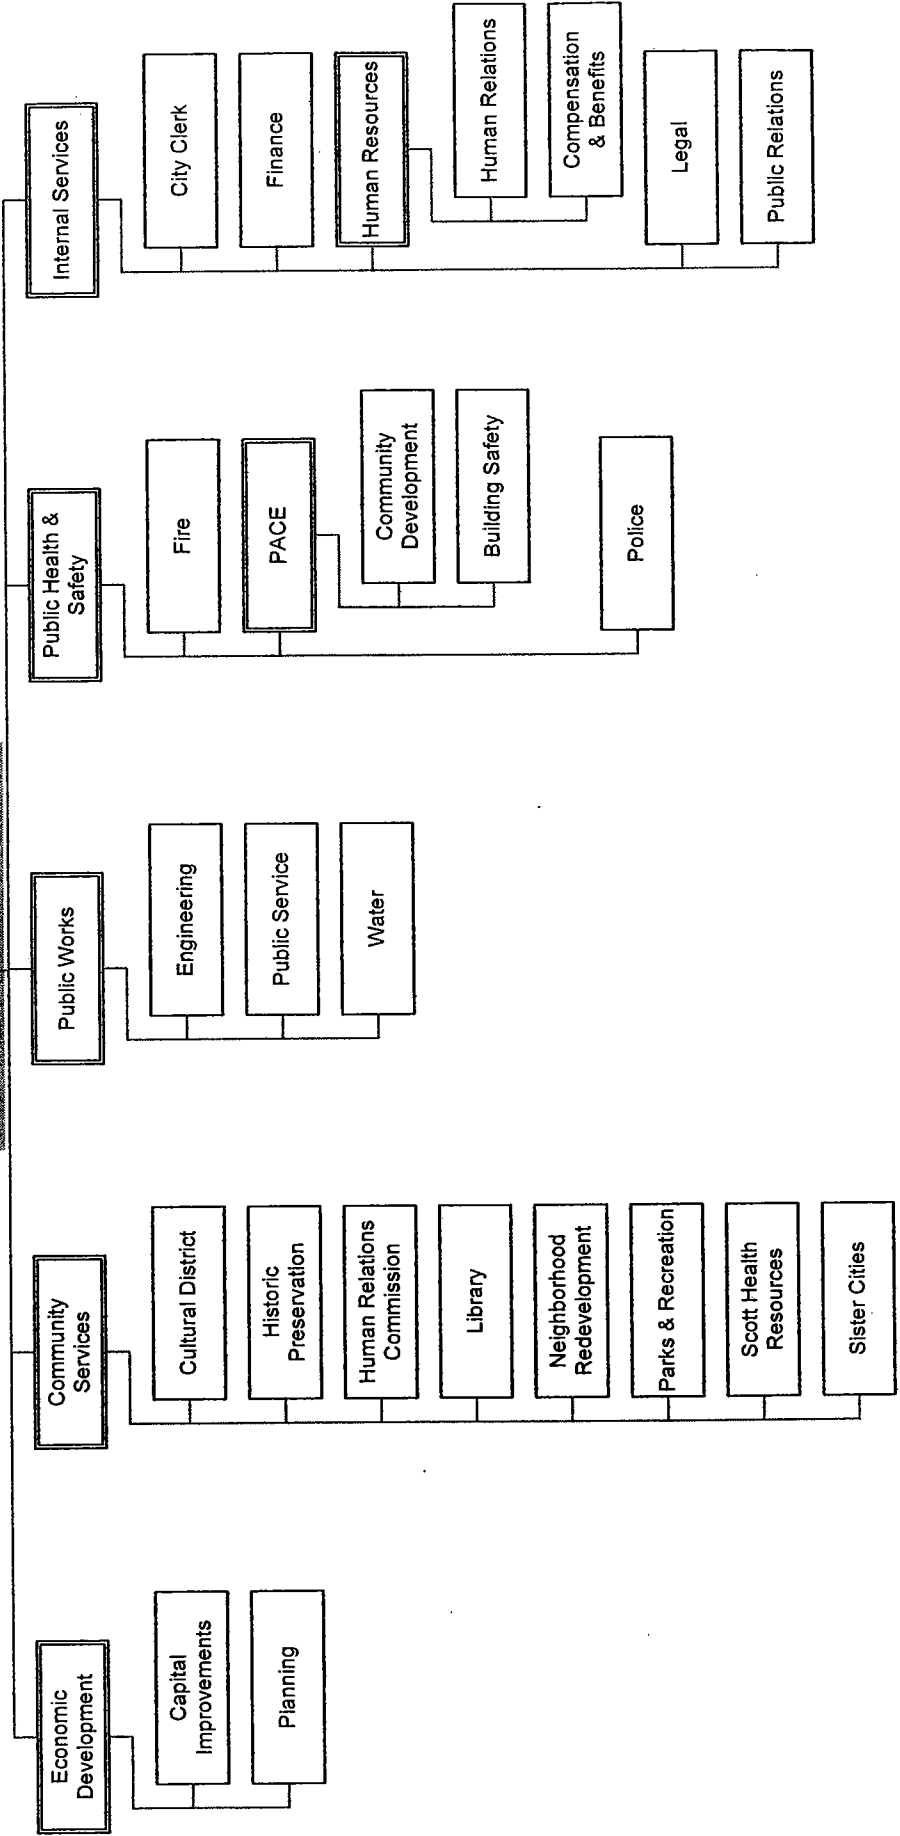 Economic
Development
Capital
Improvements
Planning
Community
Services
Cultural District
Historic
Preservation
Human Relations
Commission
Library
Neighborhood
Redevelopment
Parks & Recreation
Scott Health
Resources
Sister Cities
Public Works
Engineering
Public Service
Water
Public Health &
Safety
Fire
PACE
Community
Development
Building Safety
Police
Internal Services
City Clerk
Finance
Human Resources
Human Relations
Compensation
& Benefits
Legal
Public Relations